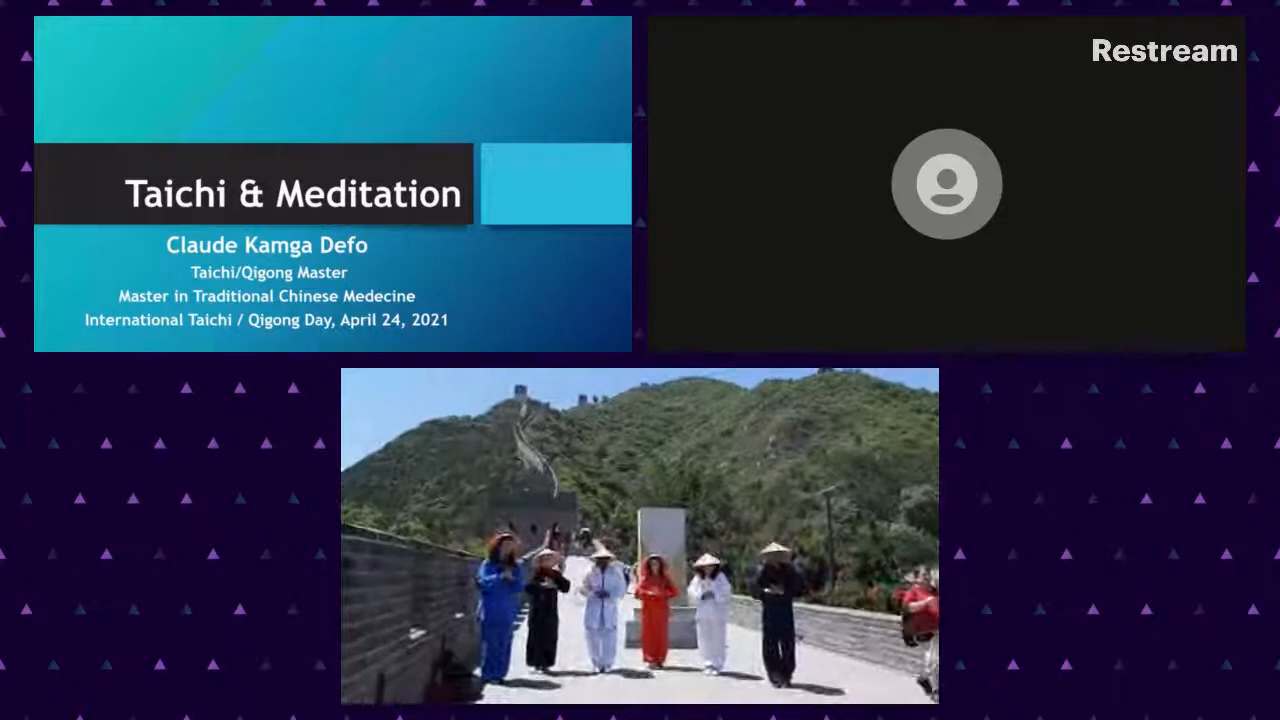 Taichi & Meditation
Claude Kamga Defo
Taichi/Qigong Master
Master in Traditional Chinese Medecine
International Taichi / Qigong Day, April 24, 2021
Restream